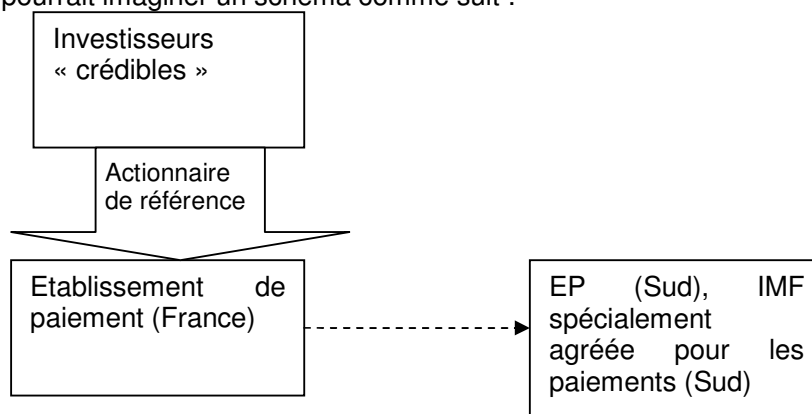 pourrait imaginer un schéma comme suit :
Investisseurs
« crédibles »
Actionnaire
de référence
Etablissement de
paiement (France)
EP (Sud), IMF
spécialement
agréée pour les
paiements (Sud)